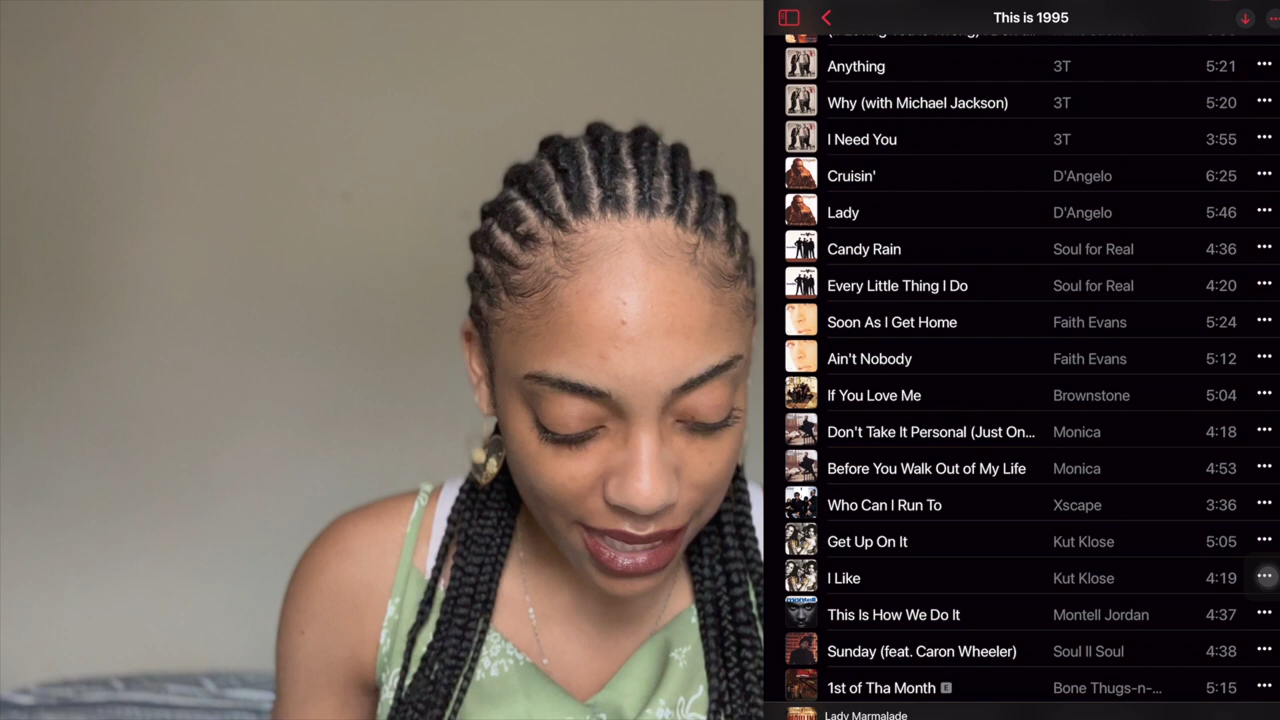 This is 1995
Anything 3T 5:21
Why (with Michael Jackson) 3T 5:20
I Need You 3T 3:55
Cruisin' D'Angelo 6:25
Lady D'Angelo 5:46
Candy Rain Soul for Real 4:36
Every Little Thing I Do Soul for Real 4:20
Soon As I Get Home Faith Evans 5:24
Ain't Nobody Faith Evans 5:12
If You Love Me Brownstone 5:04
Don't Take It Personal (Just On... Monica 4:18
Before You Walk Out of My Life Monica 4:53
Who Can I Run To Xscape 3:36
Get Up On It Kut Klose 5:05
I Like Kut Klose 4:19
This Is How We Do It Montell Jordan 4:37
Sunday (feat. Caron Wheeler) Soul II Soul 4:38
1st of Tha Month E Bone Thugs-n-... 5:15
Lady Marmalade